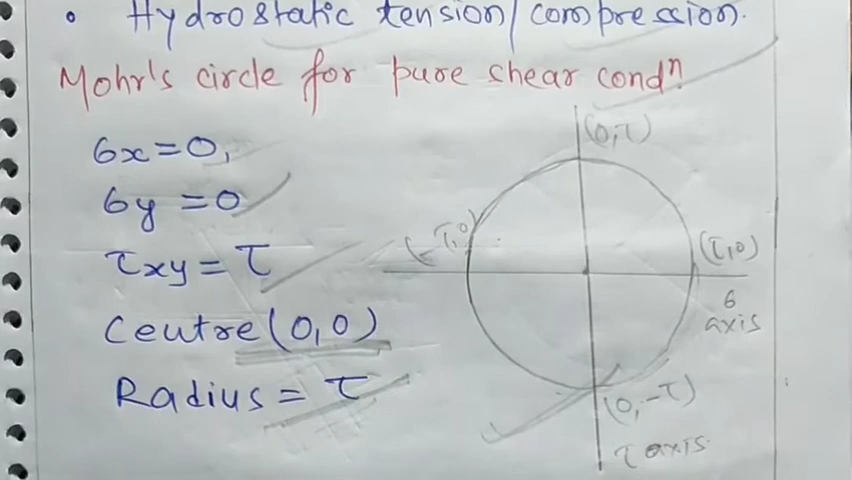 • Hydrostatic tension/compression.
Mohr's circle for pure shear condⁿ.
6x=0,
6y=0
τxy=τ
Centre(0,0)
Radius=τ
(0,τ)
(-τ,0)
(τ,0)
6
axis
(0,-τ)
τ axis.